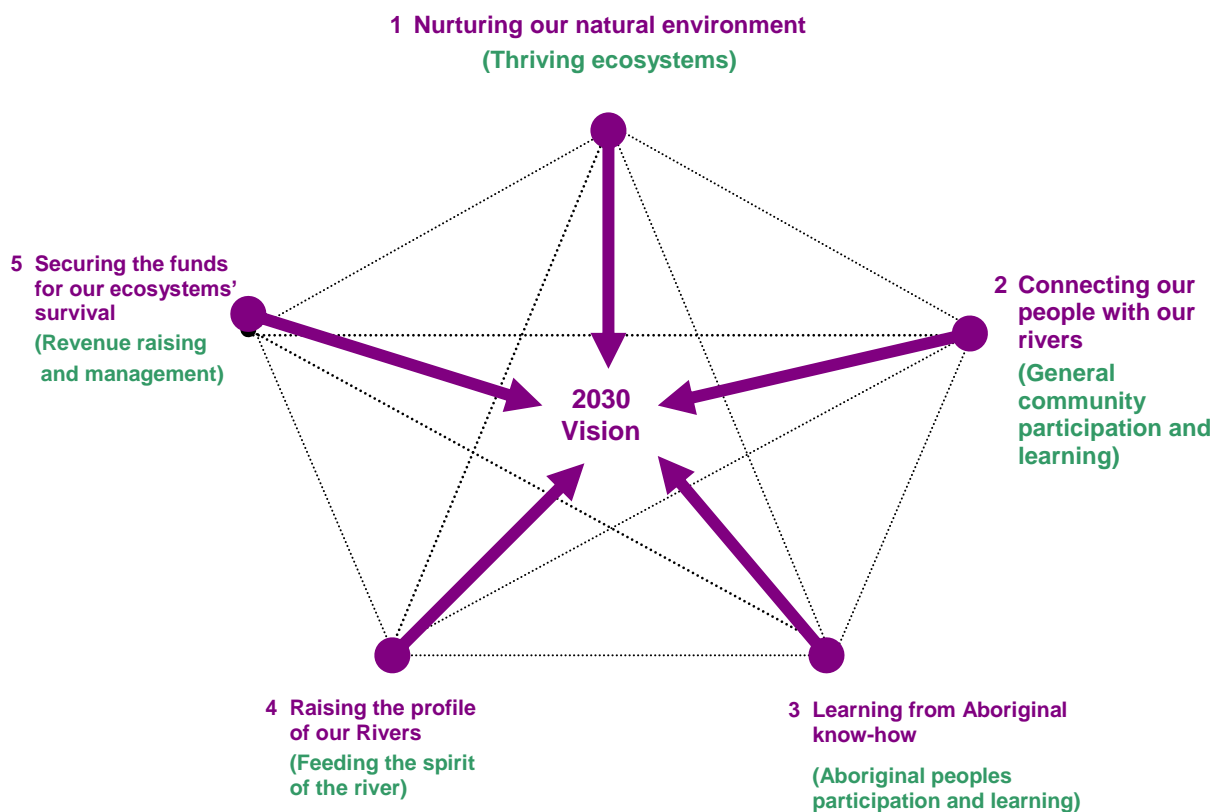 1 Nurturing our natural environment
(Thriving ecosystems)
5 Securing the funds
for our ecosystems’
survival
(Revenue raising
and management)
2 Connecting our
people with our
rivers
(General
community
participation and
learning)
2030
Vision
4 Raising the profile
of our Rivers
(Feeding the spirit
of the river)
3 Learning from Aboriginal
know-how
(Aboriginal peoples
participation and learning)